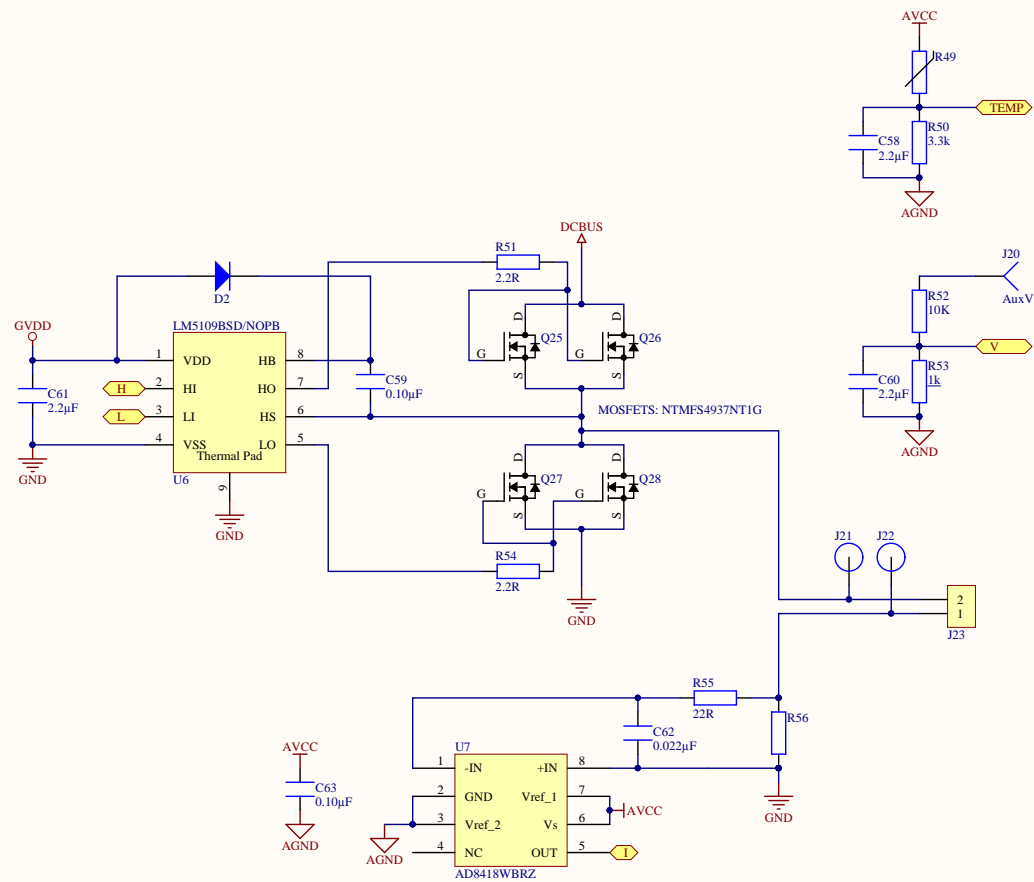 AVCC
R49
TEMP
C58
2.2µF
R50
3.3k
AGND
J20
AuxV
R52
10K
V
C60
2.2µF
R53
1k
AGND
DCBUS
R51
2.2R
D2
GVDD
LM5109BSD/NOPB
1 VDD HB 8
H 2 HI HO 7
L 3 LI HS 6
4 VSS LO 5
Thermal Pad
U6
9
GND
C61
2.2µF
GND
C59
0.10µF
D D
G Q25 G Q26
S S
MOSFETS: NTMFS4937NT1G
D D
G Q27 G Q28
S S
R54
2.2R
GND
J21 J22
2
1
J23
R55
22R
R56
C62
0.022µF
GND
AVCC
C63
0.10µF
AGND
U7
1 -IN +IN 8
2 GND Vref_1 7
AVCC
3 Vref_2 Vs 6
4 NC OUT 5 I
AGND
AD8418WBRZ